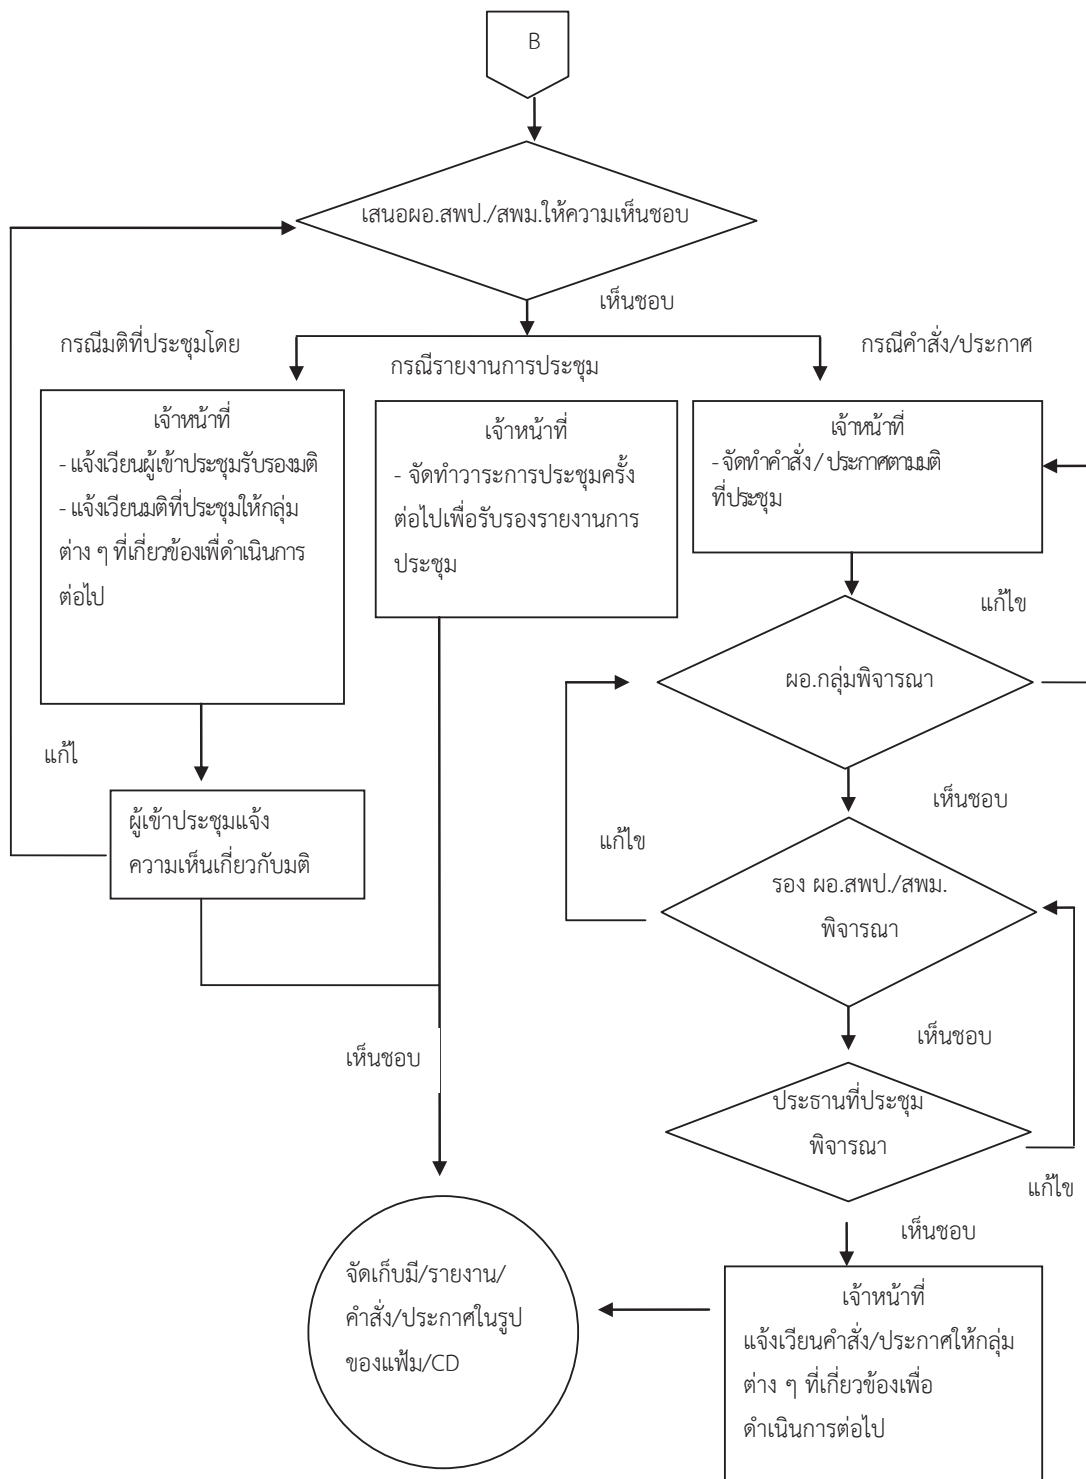 B
เสนอผอ.สพป./สพม.ให้ความเห็นชอบ
เห็นชอบ
กรณีมติที่ประชุมโดย
กรณีรายงานการประชุม
กรณีคำสั่ง/ประกาศ
เจ้าหน้าที่
- แจ้งเวียนผู้เข้าประชุมรับรองมติ
- แจ้งเวียนมติที่ประชุมให้กลุ่ม
ต่าง ๆ ที่เกี่ยวข้องเพื่ดำเนินการ
ต่อไป
เจ้าหน้าที่
- จัดทำวาระการประชุมครั้ง
ต่อไปเพื่อรับรองรายงานการ
ประชุม
เจ้าหน้าที่
- จัดทำคำสั่ง / ประกาศตามมติ
ที่ประชุม
แก้ไข
ผอ.กลุ่มพิจารณา
แก้ไ
เห็นชอบ
ผู้เข้าประชุมแจ้ง
ความเห็นเกี่ยวกับมติ
แก้ไข
รอง ผอ.สพป./สพม.
พิจารณา
เห็นชอบ
เห็นชอบ
ประธานที่ประชุม
พิจารณา
แก้ไข
เห็นชอบ
จัดเก็บมี/รายงาน/
คำสั่ง/ประกาศในรูป
ของแฟ้ม/CD
เจ้าหน้าที่
แจ้งเวียนคำสั่ง/ประกาศให้กลุ่ม
ต่าง ๆ ที่เกี่ยวข้องเพื่อ
ดำเนินการต่อไป